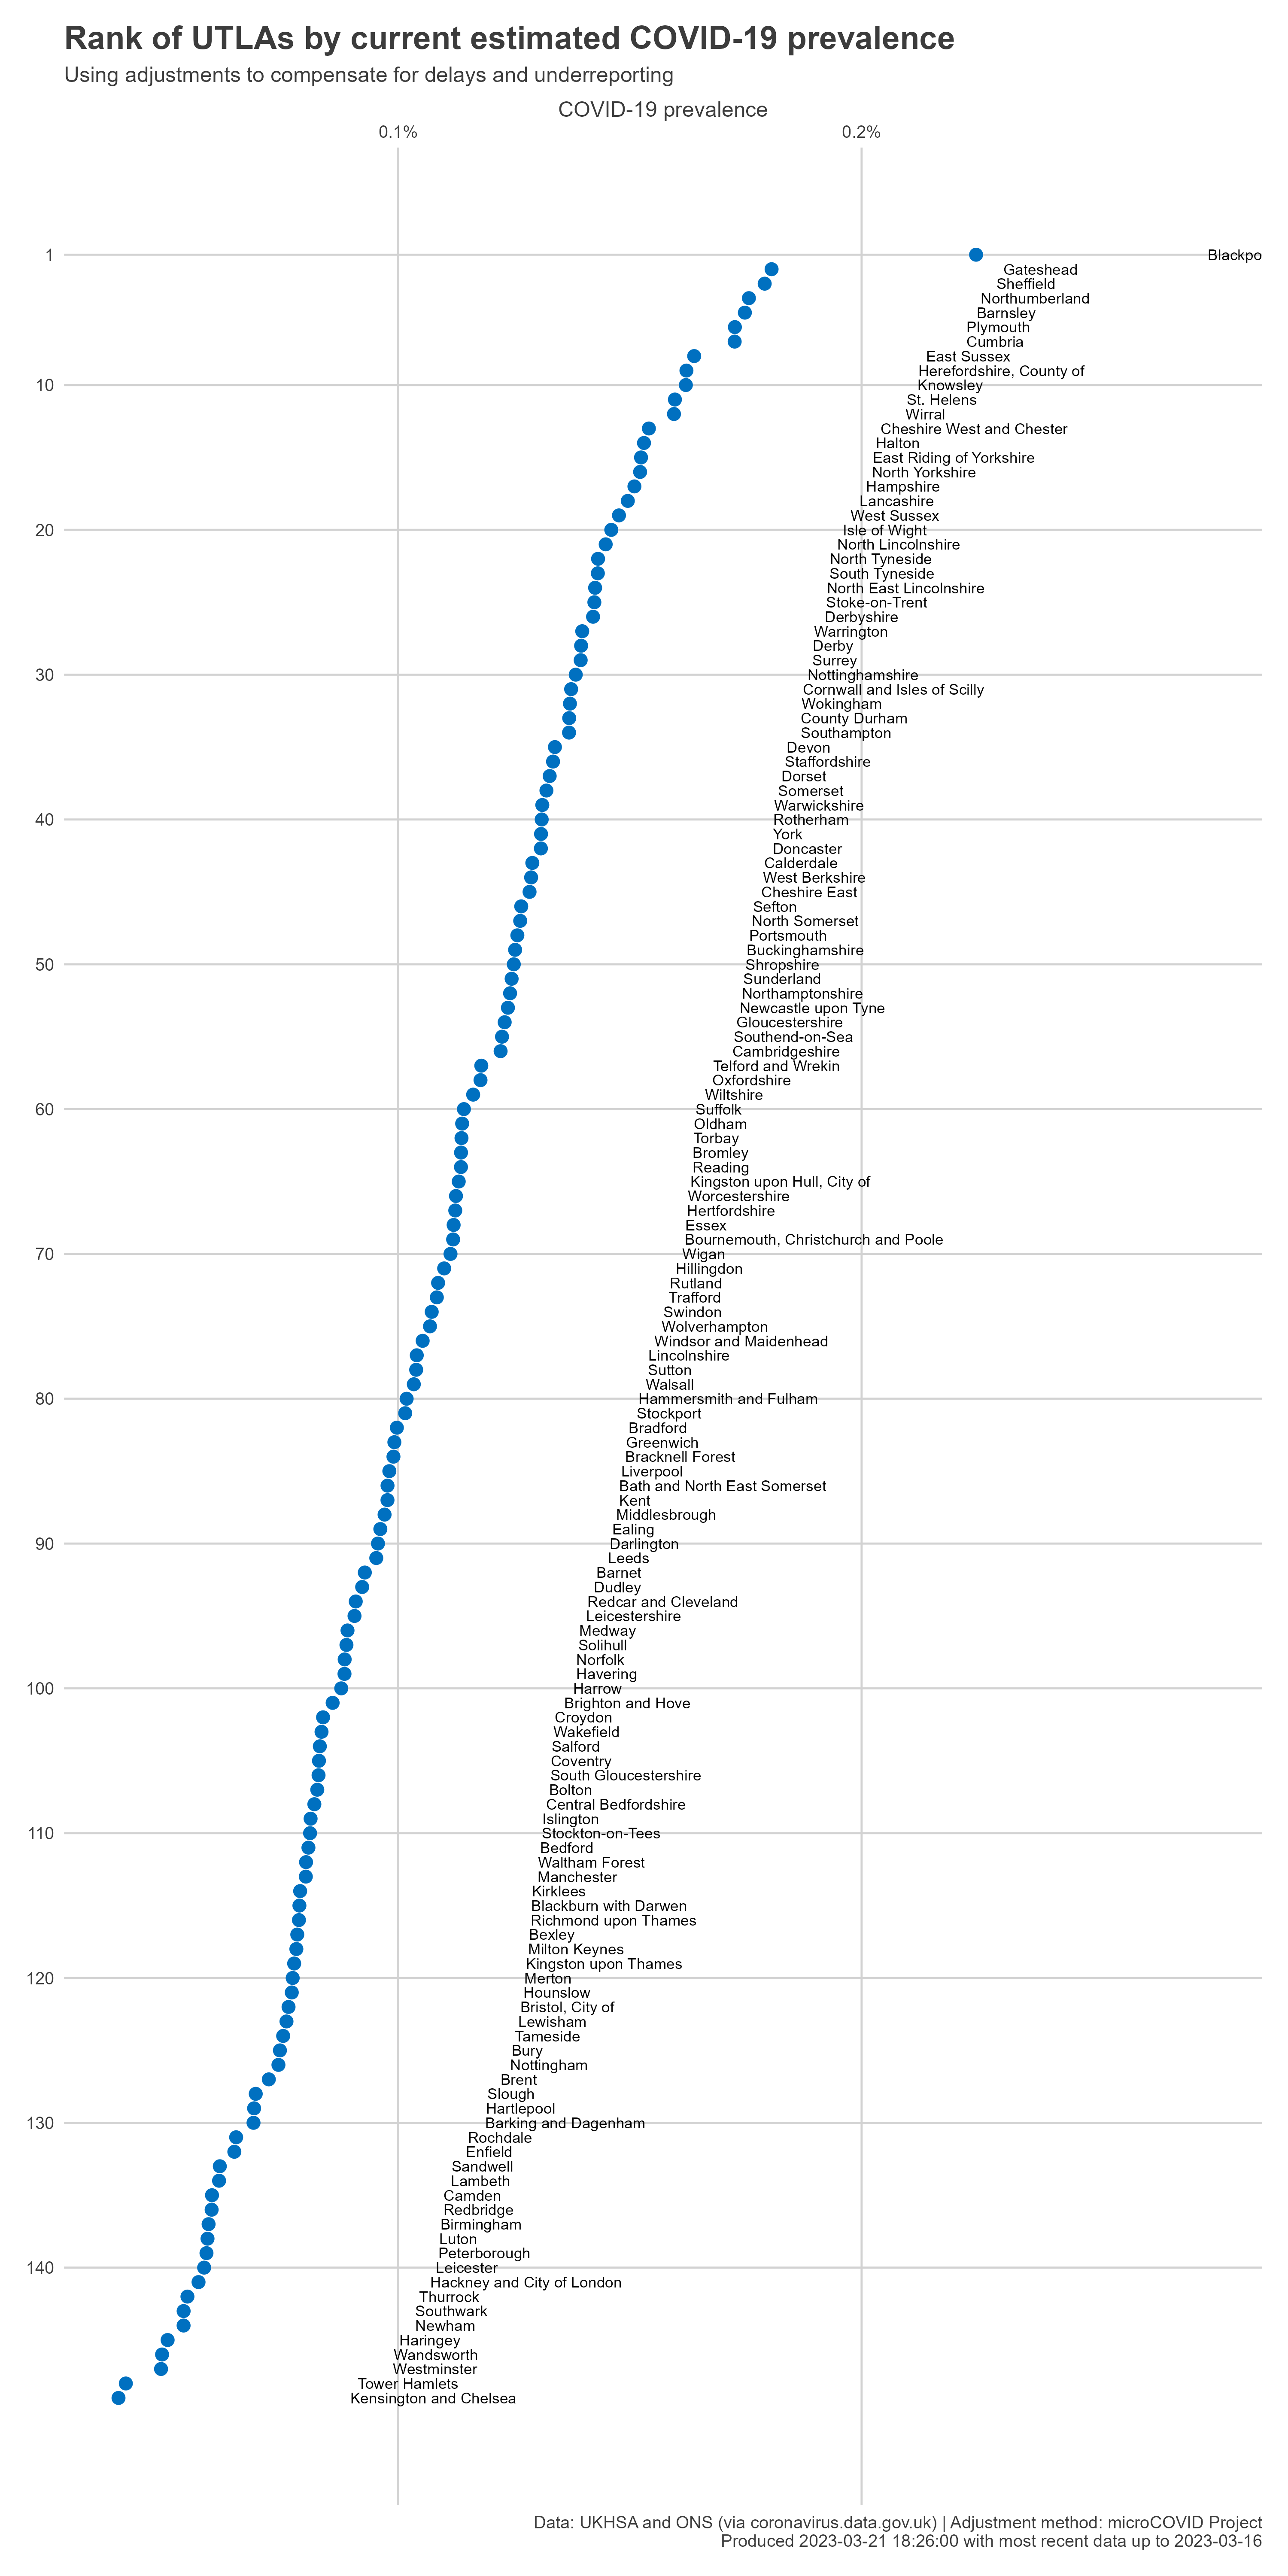 Rank of UTLAs by current estimated COVID-19 prevalence
Using adjustments to compensate for delays and underreporting
COVID-19 prevalence
0.1% 0.2%
1 Blackpo
Gateshead
Sheffield
Northumberland
Barnsley
Plymouth
Cumbria
East Sussex
Herefordshire, County of
10 Knowsley
St. Helens
Wirral
Cheshire West and Chester
Halton
East Riding of Yorkshire
North Yorkshire
Hampshire
Lancashire
West Sussex
20 Isle of Wight
North Lincolnshire
North Tyneside
South Tyneside
North East Lincolnshire
Stoke-on-Trent
Derbyshire
Warrington
Derby
Surrey
30 Nottinghamshire
Cornwall and Isles of Scilly
Wokingham
County Durham
Southampton
Devon
Staffordshire
Dorset
Somerset
Warwickshire
40 Rotherham
York
Doncaster
Calderdale
West Berkshire
Cheshire East
Sefton
North Somerset
Portsmouth
Buckinghamshire
50 Shropshire
Sunderland
Northamptonshire
Newcastle upon Tyne
Gloucestershire
Southend-on-Sea
Cambridgeshire
Telford and Wrekin
Oxfordshire
Wiltshire
60 Suffolk
Oldham
Torbay
Bromley
Reading
Kingston upon Hull, City of
Worcestershire
Hertfordshire
Essex
Bournemouth, Christchurch and Poole
70 Wigan
Hillingdon
Rutland
Trafford
Swindon
Wolverhampton
Windsor and Maidenhead
Lincolnshire
Sutton
Walsall
80 Hammersmith and Fulham
Stockport
Bradford
Greenwich
Bracknell Forest
Liverpool
Bath and North East Somerset
Kent
Middlesbrough
Ealing
90 Darlington
Leeds
Barnet
Dudley
Redcar and Cleveland
Leicestershire
Medway
Solihull
Norfolk
Havering
100 Harrow
Brighton and Hove
Croydon
Wakefield
Salford
Coventry
South Gloucestershire
Bolton
Central Bedfordshire
Islington
110 Stockton-on-Tees
Bedford
Waltham Forest
Manchester
Kirklees
Blackburn with Darwen
Richmond upon Thames
Bexley
Milton Keynes
Kingston upon Thames
120 Merton
Hounslow
Bristol, City of
Lewisham
Tameside
Bury
Nottingham
Brent
Slough
Hartlepool
130 Barking and Dagenham
Rochdale
Enfield
Sandwell
Lambeth
Camden
Redbridge
Birmingham
Luton
Peterborough
140 Leicester
Hackney and City of London
Thurrock
Southwark
Newham
Haringey
Wandsworth
Westminster
Tower Hamlets
Kensington and Chelsea
Data: UKHSA and ONS (via coronavirus.data.gov.uk) | Adjustment method: microCOVID Project
Produced 2023-03-21 18:26:00 with most recent data up to 2023-03-16